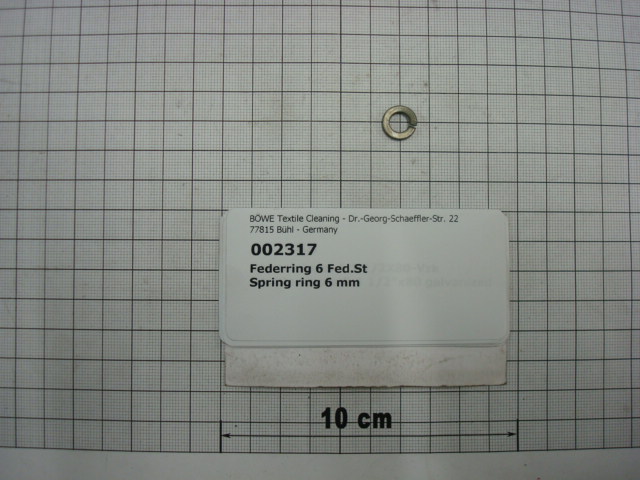 BÖWE Textile Cleaning - Dr.-Georg-Schaeffler-Str. 22
77815 Bühl - Germany
002317
Federring 6 Fed.St
Spring ring 6 mm
10 cm